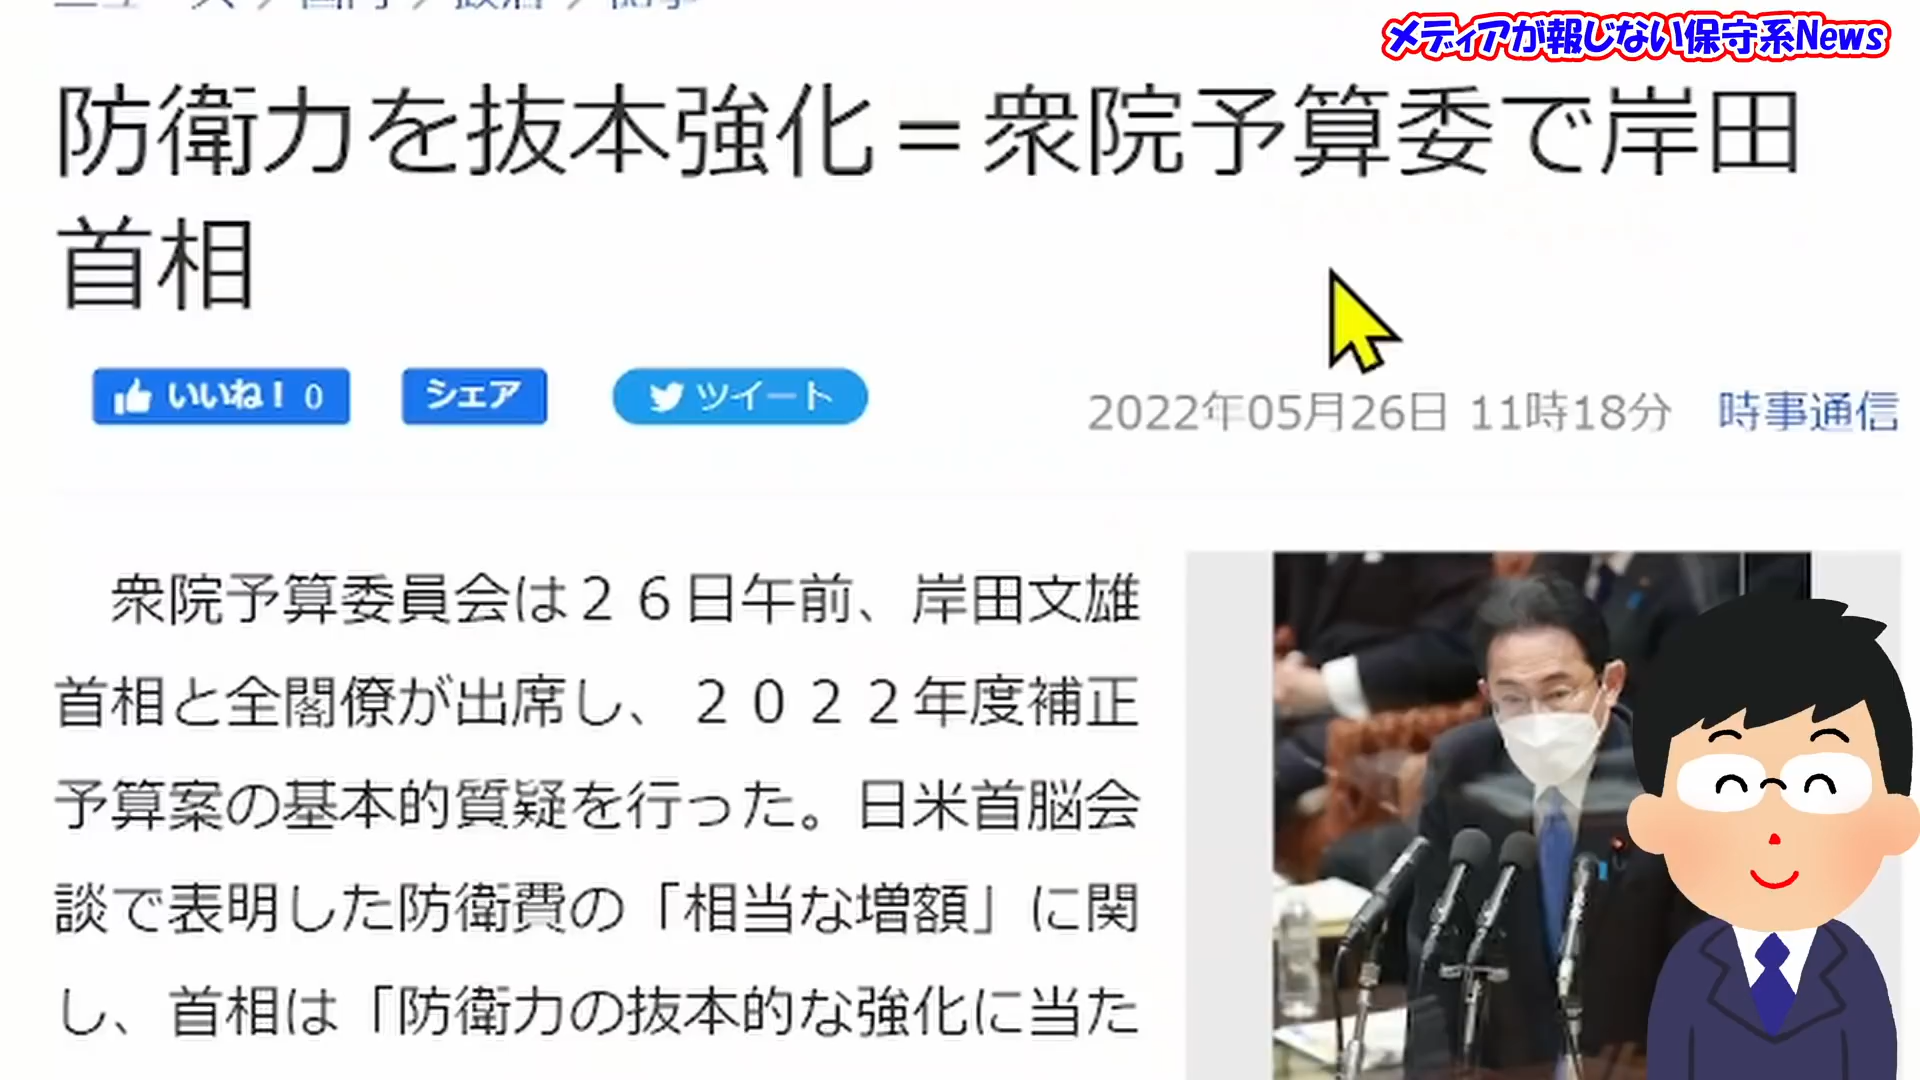 メディアが報じない保守系News
防衛力を抜本強化＝衆院予算委で岸田
首相
いいね！ 0
シェア
ツイート
2022年05月26日 11時18分
時事通信
衆院予算委員会は２６日午前、岸田文雄
首相と全閣僚が出席し、２０２２年度補正
予算案の基本的質疑を行った。日米首脳会
談で表明した防衛費の「相当な増額」に関
し、首相は「防衛力の抜本的な強化に当た